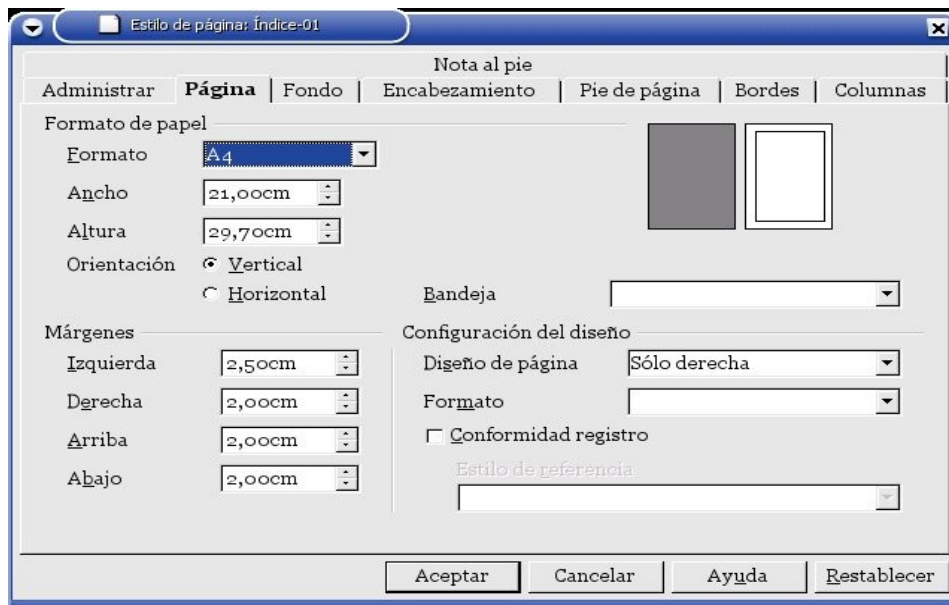 Estilo de página: Índice-01
Nota al pie
Administrar Página Fondo Encabezamiento Pie de página Bordes Columnas
Formato de papel
Formato A4
Ancho 21,00cm
Altura 29,70cm
Orientación Vertical
Horizontal Bandeja
Márgenes Configuración del diseño
Izquierda 2,50cm Diseño de página Sólo derecha
Derecha 2,00cm Formato
Arriba 2,00cm Conformidad registro
Abajo 2,00cm Estilo de referencia
Aceptar Cancelar Ayuda Restablecer